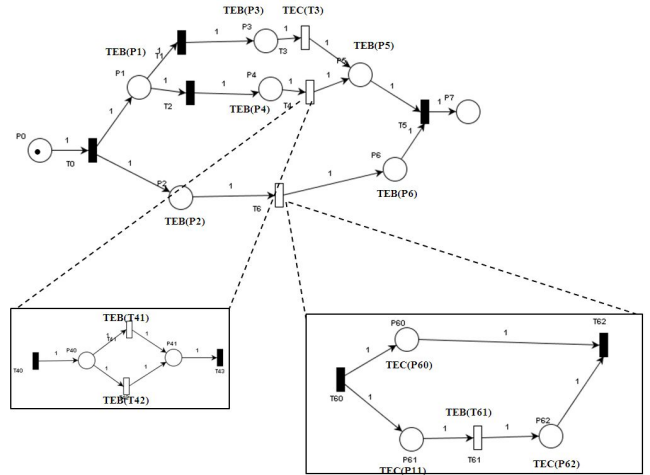 TEB(P3) TEC(T3)
P3
1 1 1
T1 T3
TEB(P1) TEB(P5)
P5
P1 1 1 P4 1 1
T2 T4
TEB(P4)
1 P7
T5
P0
1 1
T0
1 1
P2 P6
1 1
T6
TEB(P2) TEB(P6)
TEB(T41)
P40 1 T41 1 P41
1 1
T40 1 1 T43
TEB(T42)
P60 1 T62
1
TEC(P60)
T60
1 1
TEB(T61)
P62
1 1
P61 T61
TEC(P11) TEC(P62)